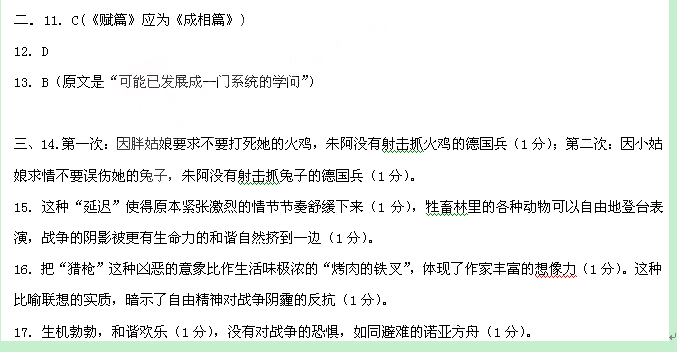 二．11. C(《赋篇》应为《成相篇》)
12. D
13. B（原文是“可能已发展成一门系统的学问”）
三、14.第一次：因胖姑娘要求不要打死她的火鸡，朱阿没有射击抓火鸡的德国兵（1分）；第二次：因小姑
娘求情不要误伤她的兔子，朱阿没有射击抓兔子的德国兵（1分）。
15. 这种“延迟”使得原本紧张激烈的情节节奏舒缓下来（1分），牲畜林里的各种动物可以自由地登台表
演，战争的阴影被更有生命力的和谐自然挤到一边（1分）。
16. 把“猎枪”这种凶恶的意象比作生活味极浓的“烤肉的铁叉”，体现了作家丰富的想像力（1分）。这种
比喻联想的实质，暗示了自由精神对战争阴霾的反抗（1分）。
17. 生机勃勃，和谐欢乐（1分），没有对战争的恐惧，如同避难的诺亚方舟（1分）。